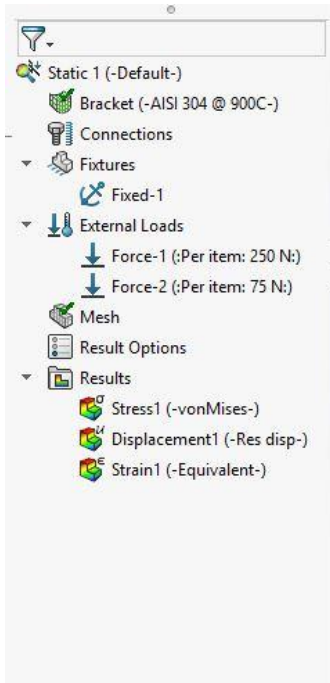 Static 1 (-Default-)
Bracket (-AISI 304 @ 900C-)
Connections
Fixtures
Fixed-1
External Loads
Force-1 (:Per item: 250 N:)
Force-2 (:Per item: 75 N:)
Mesh
Result Options
Results
Stress1 (-vonMises-)
Displacement1 (-Res disp-)
Strain1 (-Equivalent-)